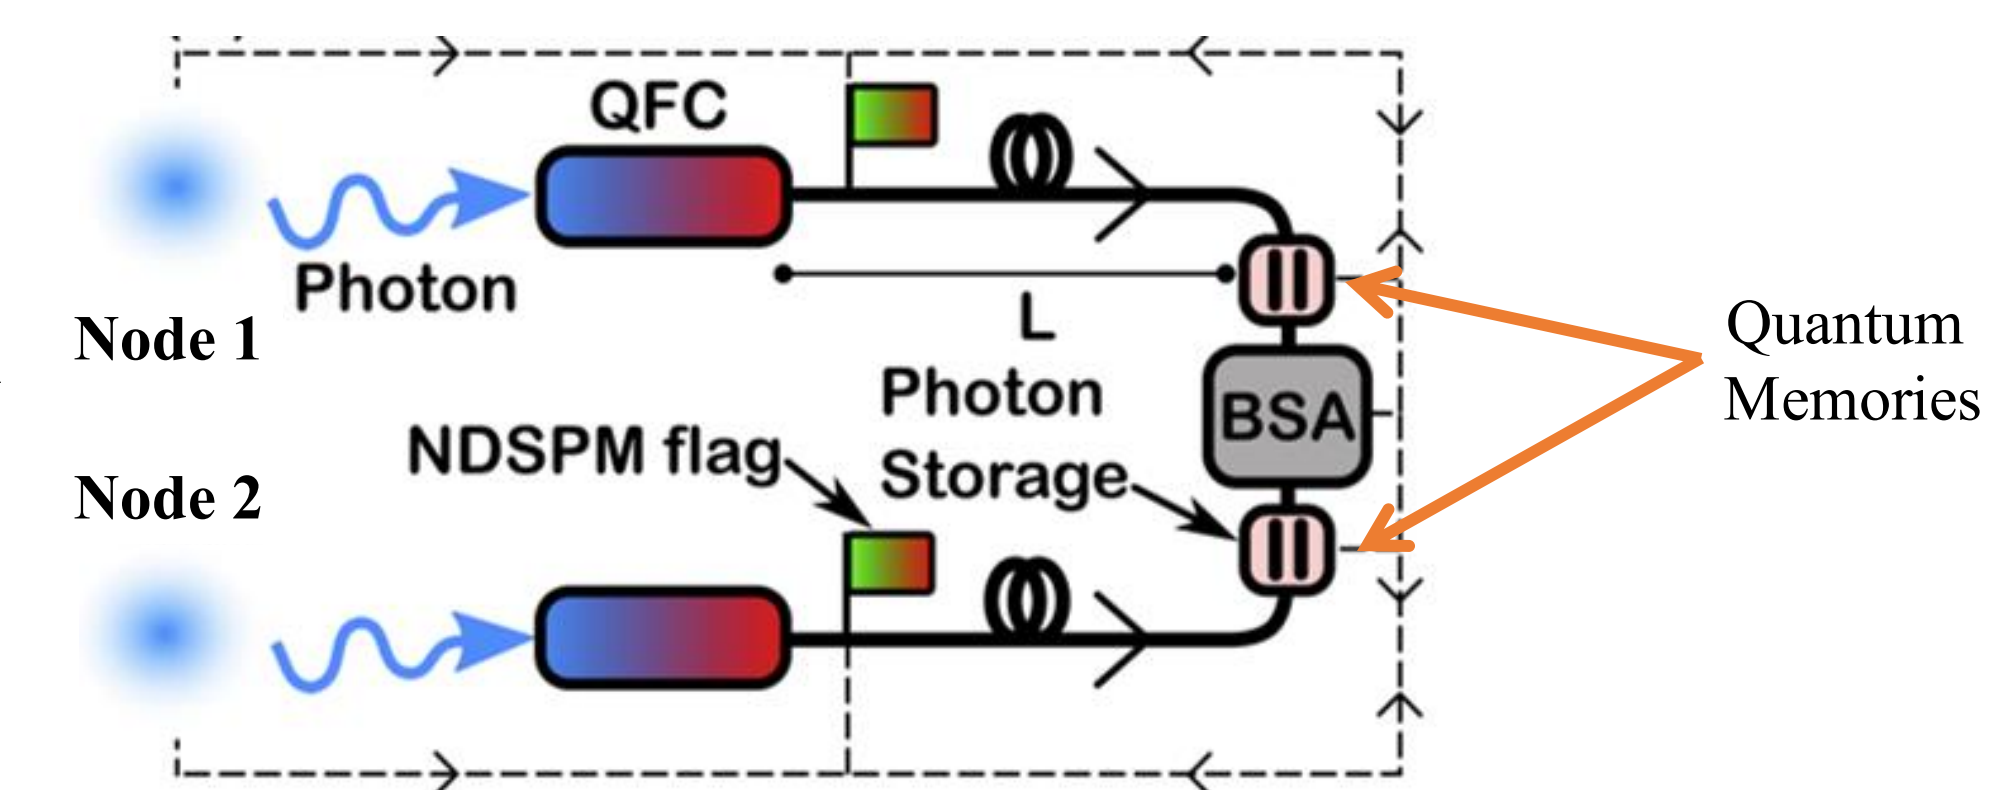 QFC
Photon
Node 1
L
Photon
Storage
NDSPM flag
Node 2
BSA
Quantum
Memories